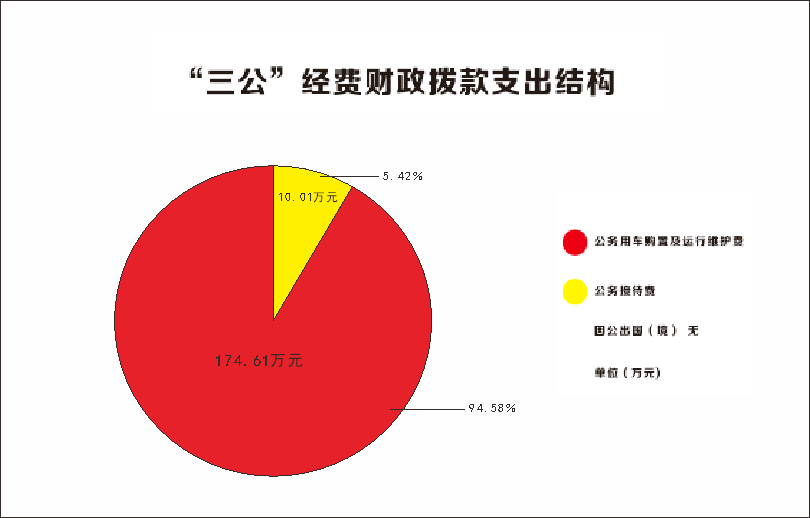 “三公”经费财政拨款支出结构
5.42%
10.01万元
174.61万元
94.58%
公务用车购置及运行维护费
公务接待费
因公出国（境） 无
单位（万元）